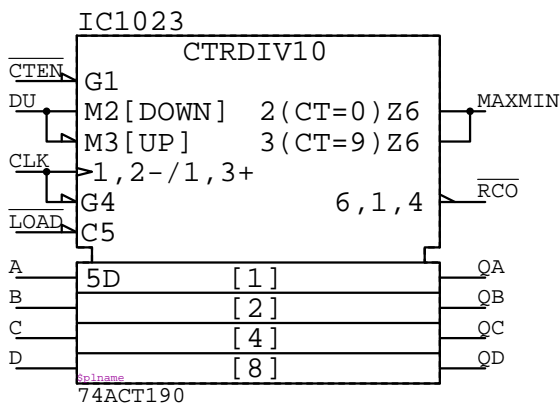 IC1023
CTRDIV10
CTEN
G1
DU
M2[DOWN] 2(CT=0)Z6
MAXMIN
M3[UP] 3(CT=9)Z6
CLK
1,2-/1,3+
G4
6,1,4
RCO
LOAD
C5
A
5D
[1]
QA
B
[2]
QB
C
[4]
QC
D
[8]
QD
Splname
74ACT190